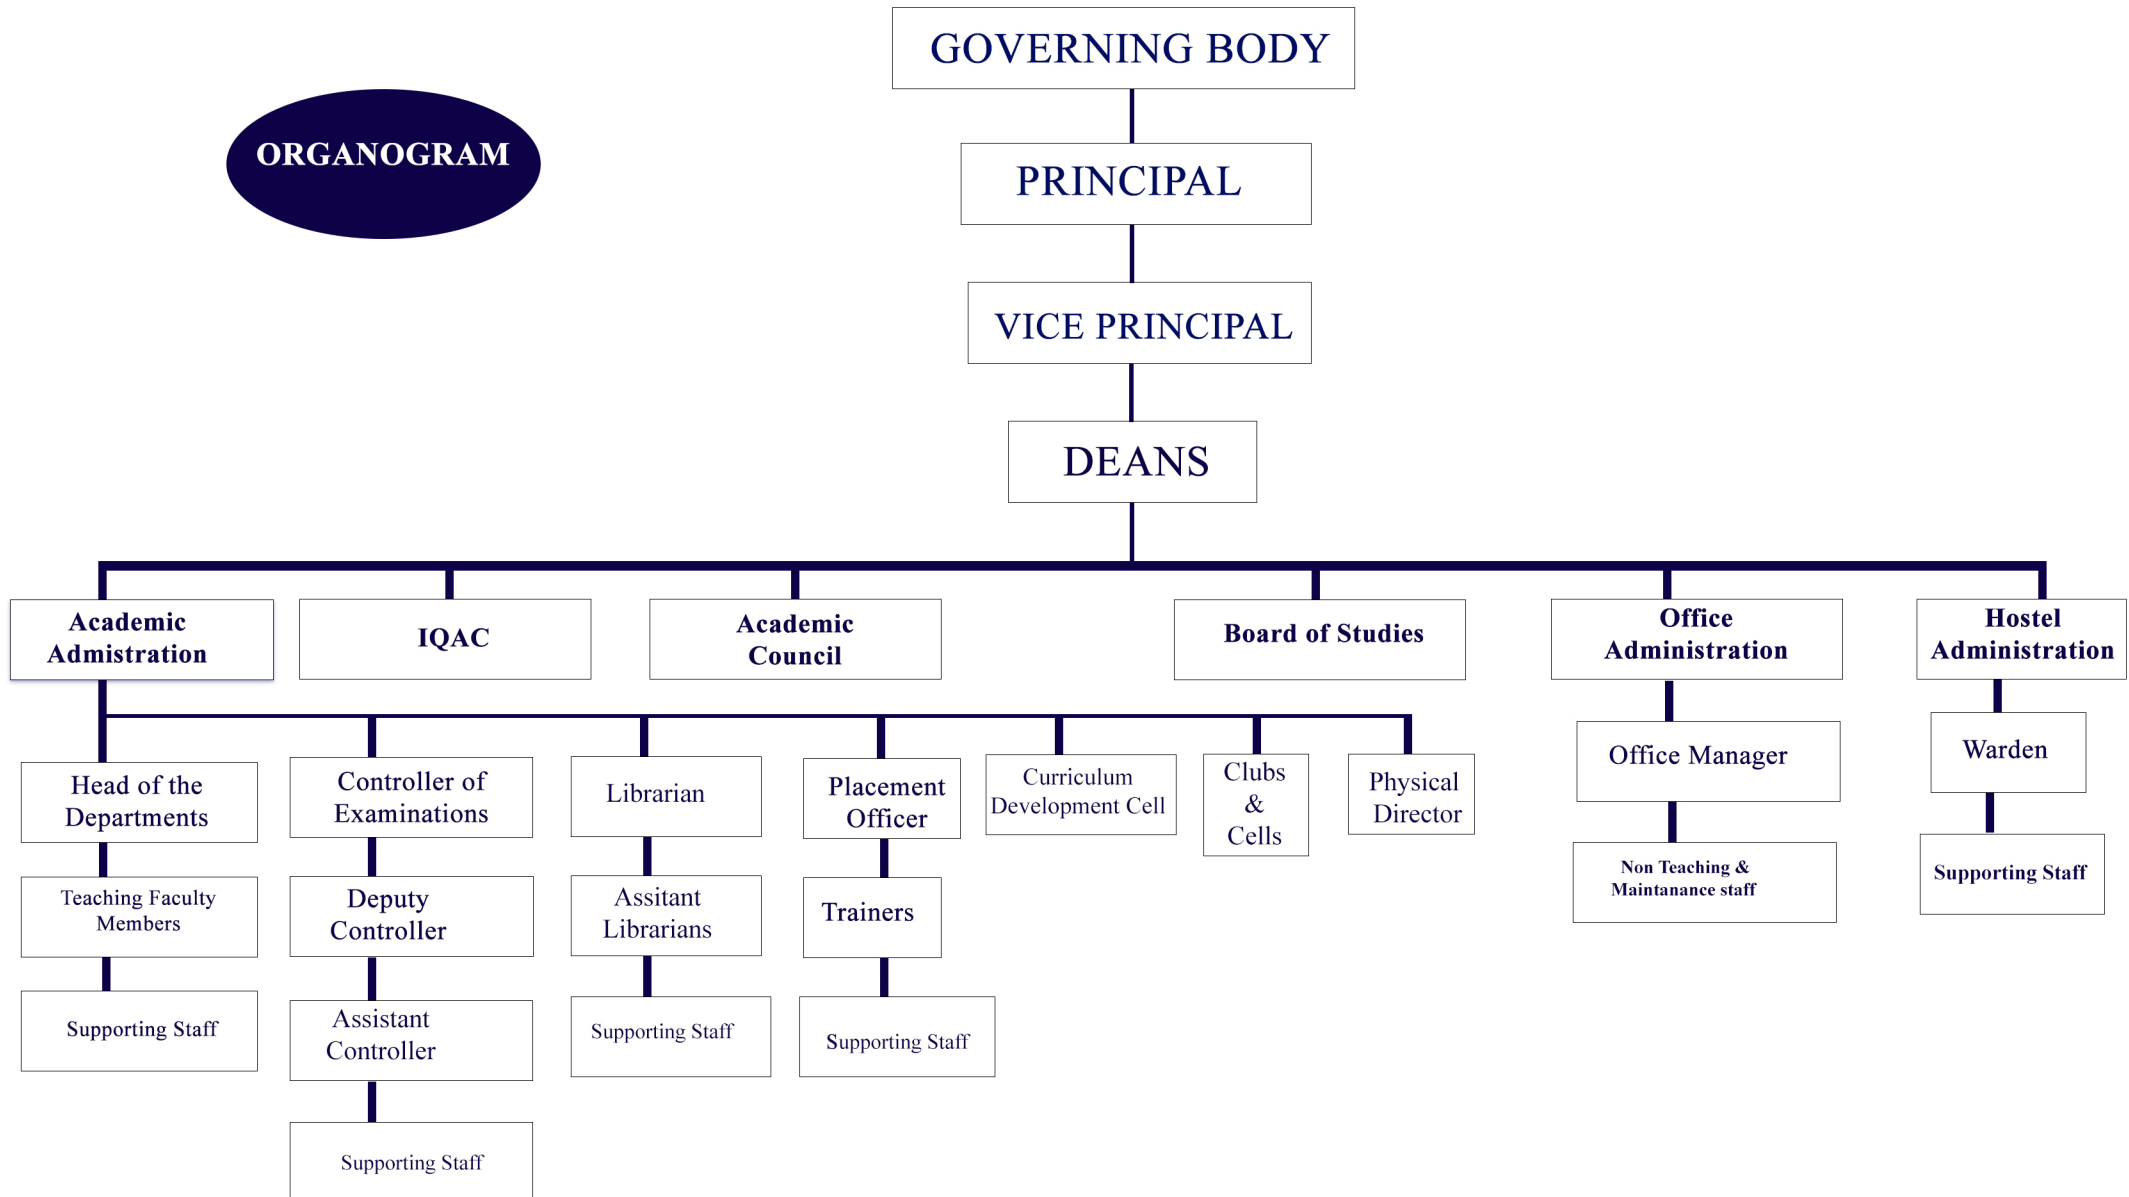 GOVERNING BODY
ORGANOGRAM
PRINCIPAL
VICE PRINCIPAL
DEANS
Academic
Admistration
IQAC
Academic
Council
Board of Studies
Office
Administration
Hostel
Administration
Head of the
Departments
Controller of
Examinations
Librarian
Placement
Officer
Curriculum
Development Cell
Clubs
&
Cells
Physical
Director
Office Manager
Warden
Teaching Faculty
Members
Deputy
Controller
Assitant
Librarians
Trainers
Non Teaching &
Maintanance staff
Supporting Staff
Supporting Staff
Assistant
Controller
Supporting Staff
Supporting Staff
Supporting Staff